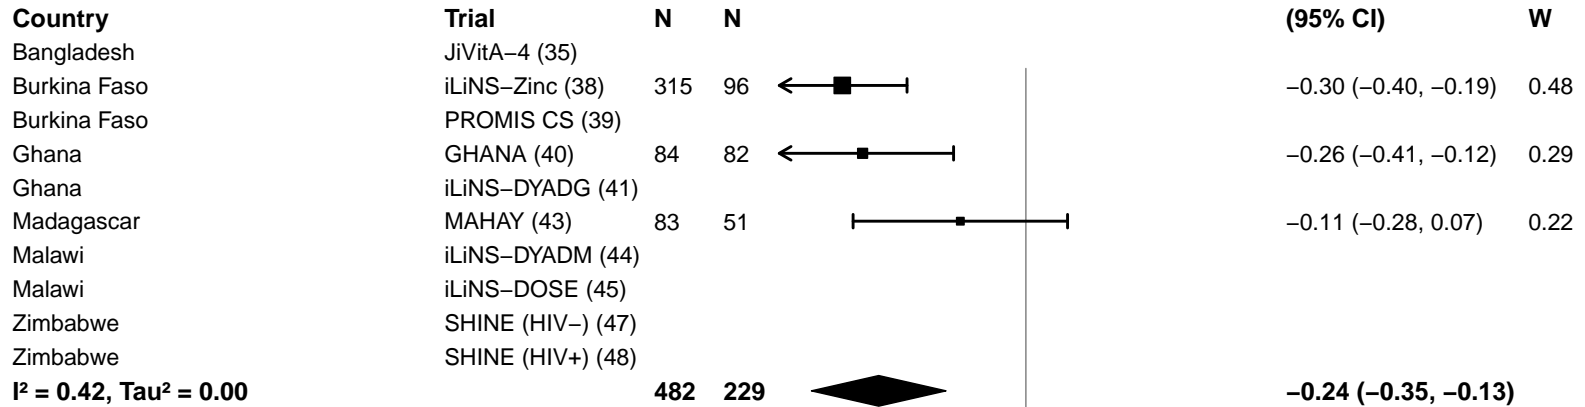 Country Trial N N (95% CI) W
Bangladesh JiVitA−4 (35)
Burkina Faso iLiNS−Zinc (38) 315 96 −0.30 (−0.40, −0.19) 0.48
Burkina Faso PROMIS CS (39)
Ghana GHANA (40) 84 82 −0.26 (−0.41, −0.12) 0.29
Ghana iLiNS−DYADG (41)
Madagascar MAHAY (43) 83 51 −0.11 (−0.28, 0.07) 0.22
Malawi iLiNS−DYADM (44)
Malawi iLiNS−DOSE (45)
Zimbabwe SHINE (HIV−) (47)
Zimbabwe SHINE (HIV+) (48)
I² = 0.42, Tau² = 0.00 482 229 −0.24 (−0.35, −0.13)